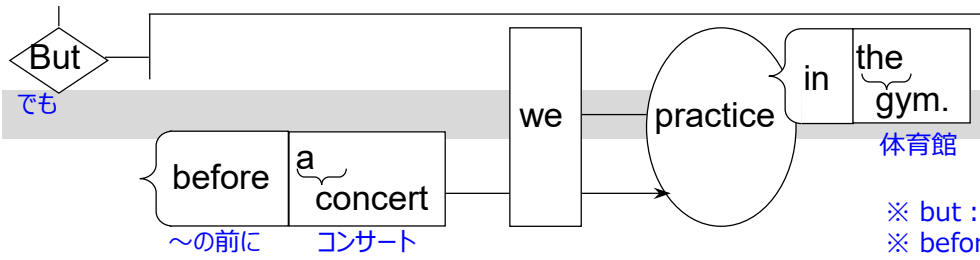 But
でも
before a concert
～の前に コンサート
we
practice
in the gym.
体育館
※ but :
※ befor